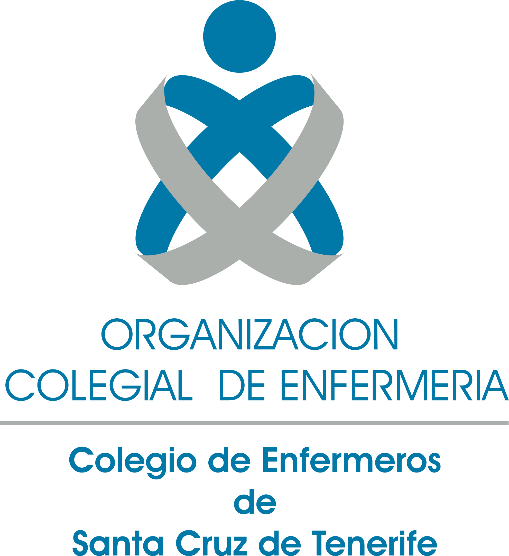 ORGANIZACION
COLEGIAL DE ENFERMERIA
Colegio de Enfermeros
de
Santa Cruz de Tenerife